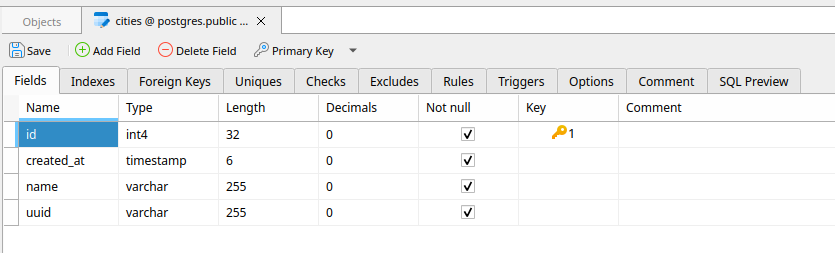 Objects cities @ postgres.public ...
Save Add Field Delete Field Primary Key
Fields Indexes Foreign Keys Uniques Checks Excludes Rules Triggers Options Comment SQL Preview
Name Type Length Decimals Not null Key Comment
id int4 32 0 1
created_at timestamp 6 0
name varchar 255 0
uuid varchar 255 0